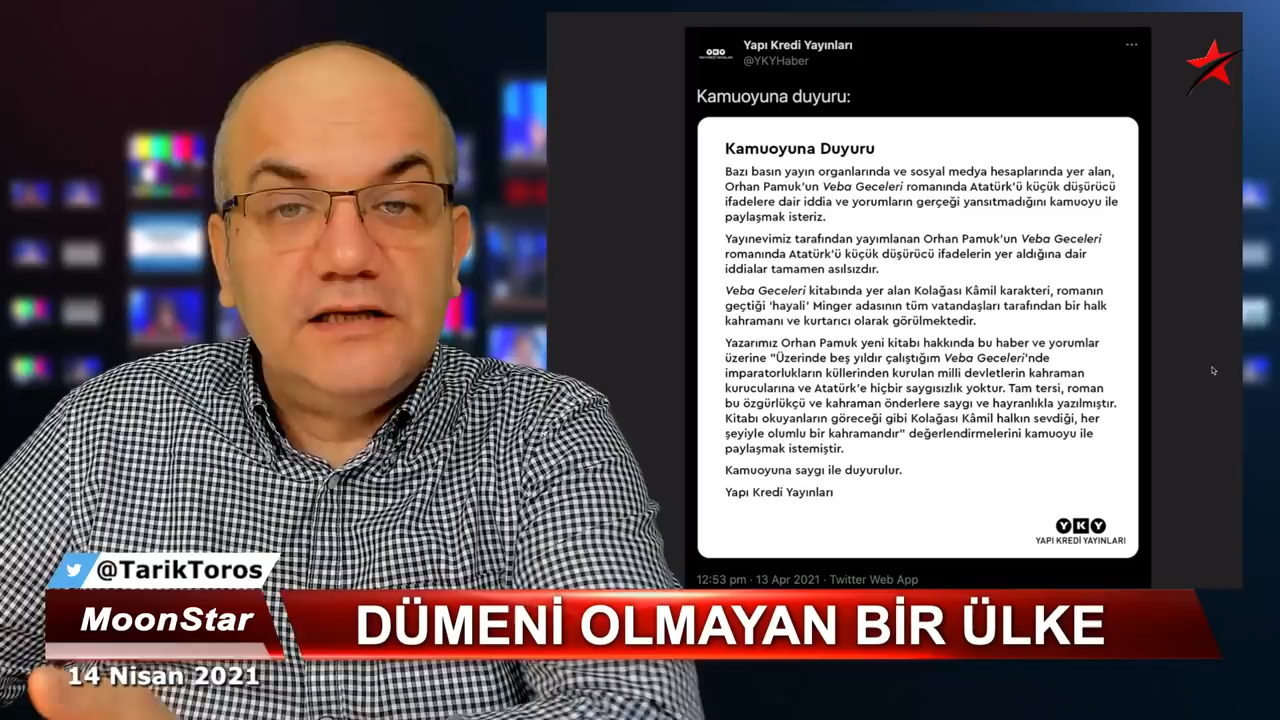 YKY
YAPI KREDİ YAYINLARI
Yapı Kredi Yayınları
@YKYHaber
Kamuoyuna duyuru:
Kamuoyuna Duyuru
Bazı basın yayın organlarında ve sosyal medya hesaplarında yer alan,
Orhan Pamuk'un Veba Geceleri romanında Atatürk'ü küçük düşürücü
ifadelere dair iddia ve yorumların gerçeği yansıtmadığını kamuoyu ile
paylaşmak isteriz.
Yayınevimiz tarafından yayımlanan Orhan Pamuk'un Veba Geceleri
romanında Atatürk'ü küçük düşürücü ifadelerin yer aldığına dair
iddialar tamamen asılsızdır.
Veba Geceleri kitabında yer alan Kolağası Kâmil karakteri, romanın
geçtiği 'hayali' Minger adasının tüm vatandaşları tarafından bir halk
kahramanı ve kurtarıcı olarak görülmektedir.
Yazarımız Orhan Pamuk yeni kitabı hakkında bu haber ve yorumlar
üzerine "Üzerinde beş yıldır çalıştığım Veba Geceleri'nde
imparatorlukların küllerinden kurulan milli devletlerin kahraman
kurucularına ve Atatürk'e hiçbir saygısızlık yoktur. Tam tersi, roman
bu özgürlükçü ve kahraman önderlere saygı ve hayranlıkla yazılmıştır.
Kitabı okuyanların göreceği gibi Kolağası Kâmil halkın sevdiği, her
şeyiyle olumlu bir kahramandır" değerlendirmelerini kamuoyu ile
paylaşmak istemiştir.
Kamuoyuna saygı ile duyurulur.
Yapı Kredi Yayınları
YKY
YAPI KREDİ YAYINLARI
12:53 pm · 13 Apr 2021 · Twitter Web App
@TarikToros
MoonStar
DÜMENİ OLMAYAN BİR ÜLKE
14 Nisan 2021